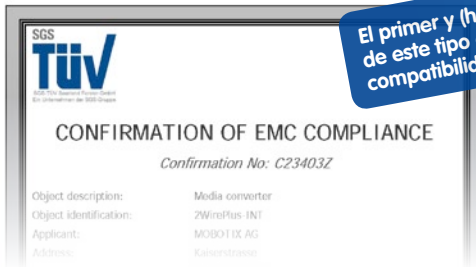 SGS
TÜV
SGS-TÜV Saarland Forsen GmbH
Ein Unternehmen der SGS-Gruppe
El primer y (h
de este tipo
compatibilid
CONFIRMATION OF EMC COMPLIANCE
Confirmation No: C23403Z
Object description: Media converter
Object identification: 2WirePlus-INT
Applicant: MOBOTIX AG
Address: Kaiserstrasse